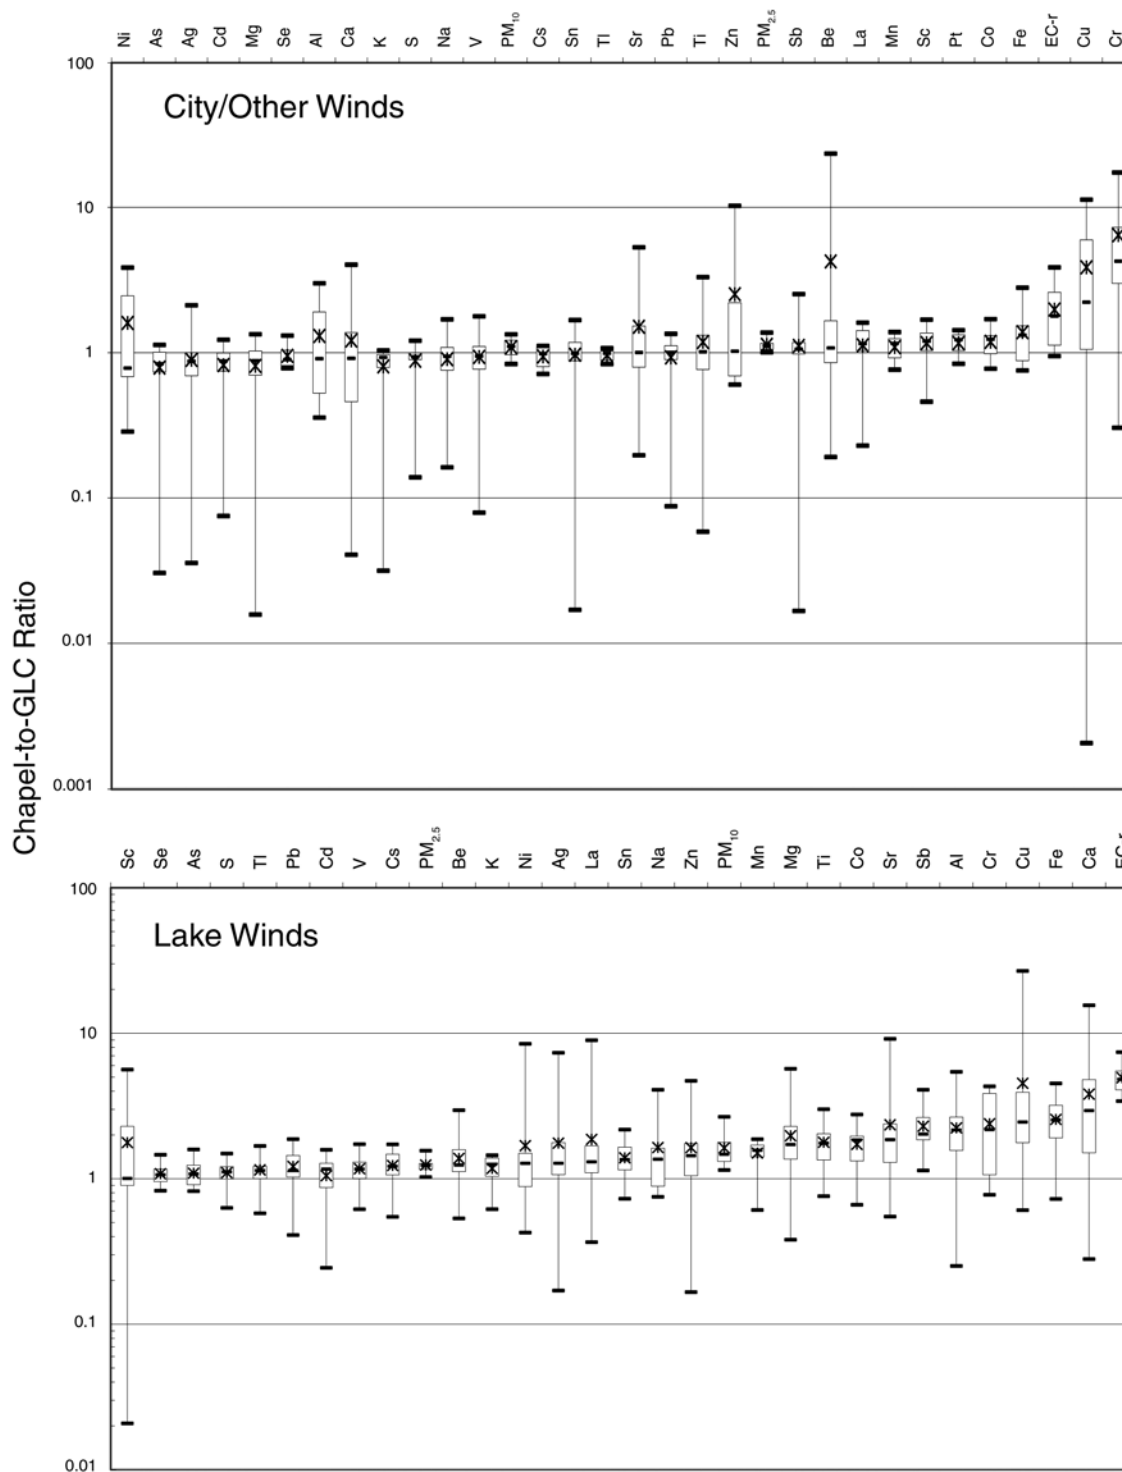 Ni As Ag Cd Mg Se Al Ca K S Na V PM10 Cs Sn Tl Sr Pb Ti Zn PM2.5 Sb Be La Mn Sc Pt Co Fe EC-r Cu Cr
100
City/Other Winds
10
1
0.1
0.01
0.001
Chapel-to-GLC Ratio
Sc Se As S Tl Pb Cd V Cs PM2.5 Be K Ni Ag La Sn Na Zn PM10 Mn Mg Ti Co Sr Sb Al Cr Cu Fe Ca EC-r
100
Lake Winds
10
1
0.1
0.01